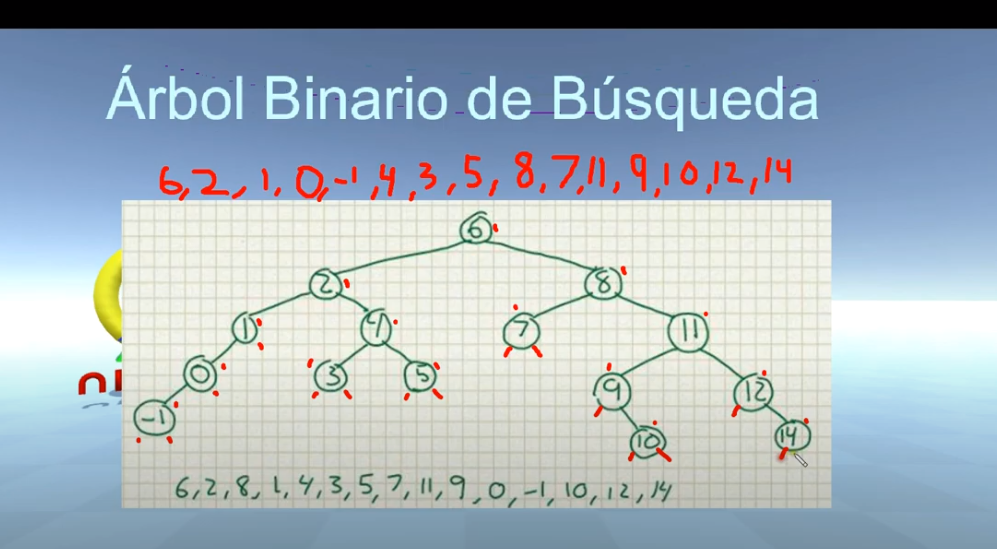 Árbol Binario de Búsqueda
6, 2, 1, 0, -1, 4, 3, 5, 8, 7, 11, 9, 10, 12, 14
6
2 8
1 4 7 11
0 3 5 9 12
-1 10 14
6, 2, 8, 1, 4, 3, 5, 7, 11, 9, 0, -1, 10, 12, 14